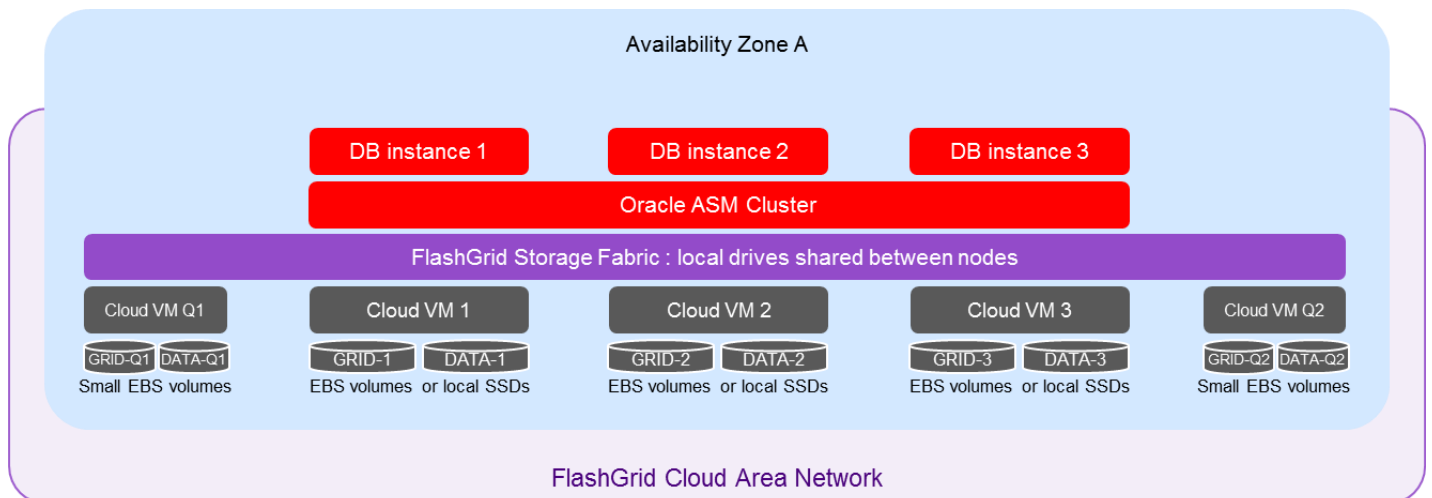 Availability Zone A
DB instance 1 DB instance 2 DB instance 3
Oracle ASM Cluster
FlashGrid Storage Fabric : local drives shared between nodes
Cloud VM Q1 Cloud VM 1 Cloud VM 2 Cloud VM 3 Cloud VM Q2
GRID-Q1 DATA-Q1 GRID-1 DATA-1 GRID-2 DATA-2 GRID-3 DATA-3 GRID-Q2 DATA-Q2
Small EBS volumes EBS volumes or local SSDs EBS volumes or local SSDs EBS volumes or local SSDs Small EBS volumes
FlashGrid Cloud Area Network